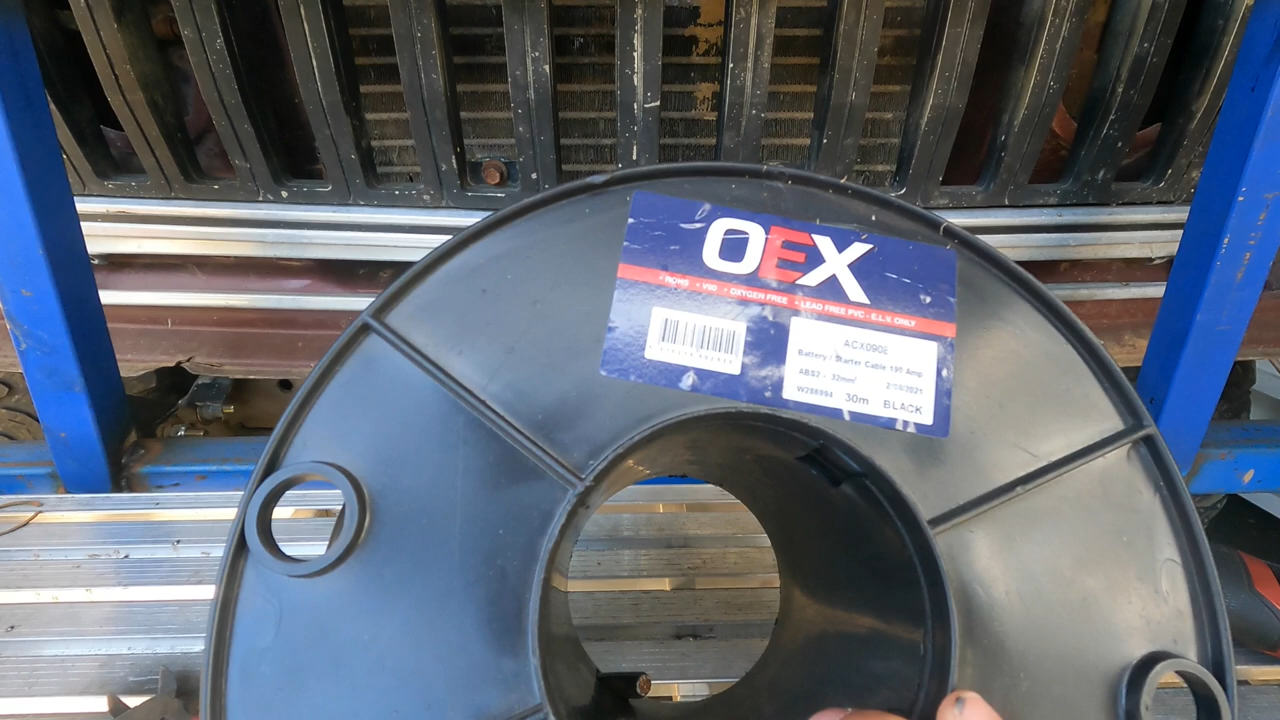 OEX
• ROHS • V90 • OXYGEN FREE • LEAD FREE PVC - E.L.V. ONLY
ACX090E
Battery / Starter Cable 190 Amp
ABS2 - 32mm²
2/08/2021
W286994 30m BLACK